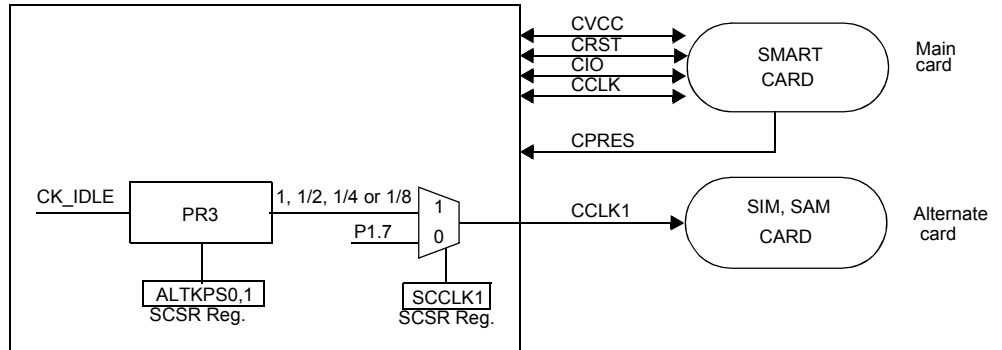 CVCC
CRST
CIO
CCLK
SMART
CARD
Main
card
CPRES
CK_IDLE
PR3
1, 1/2, 1/4 or 1/8
1
0
P1.7
CCLK1
SIM, SAM
CARD
Alternate
card
ALTKPS0,1
SCSR Reg.
SCCLK1
SCSR Reg.